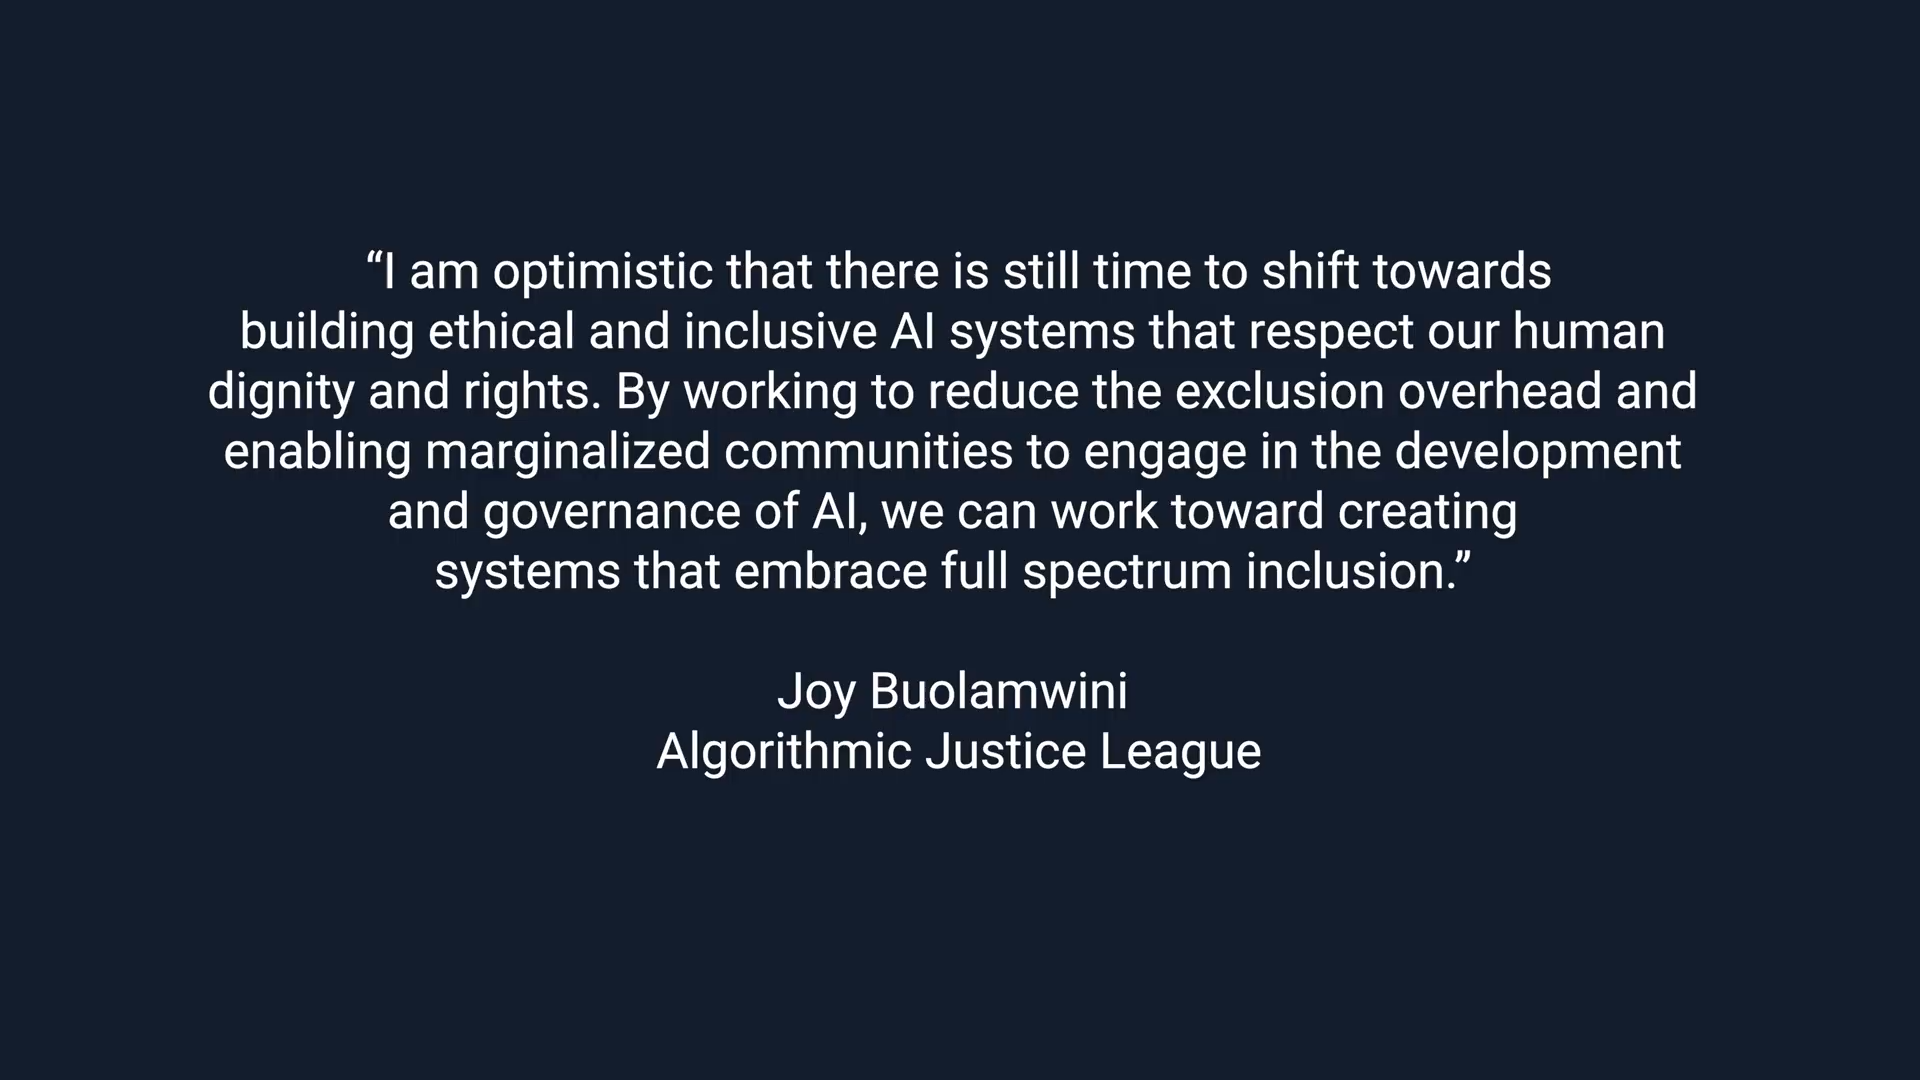 “I am optimistic that there is still time to shift towards
building ethical and inclusive AI systems that respect our human
dignity and rights. By working to reduce the exclusion overhead and
enabling marginalized communities to engage in the development
and governance of AI, we can work toward creating
systems that embrace full spectrum inclusion.”
Joy Buolamwini
Algorithmic Justice League